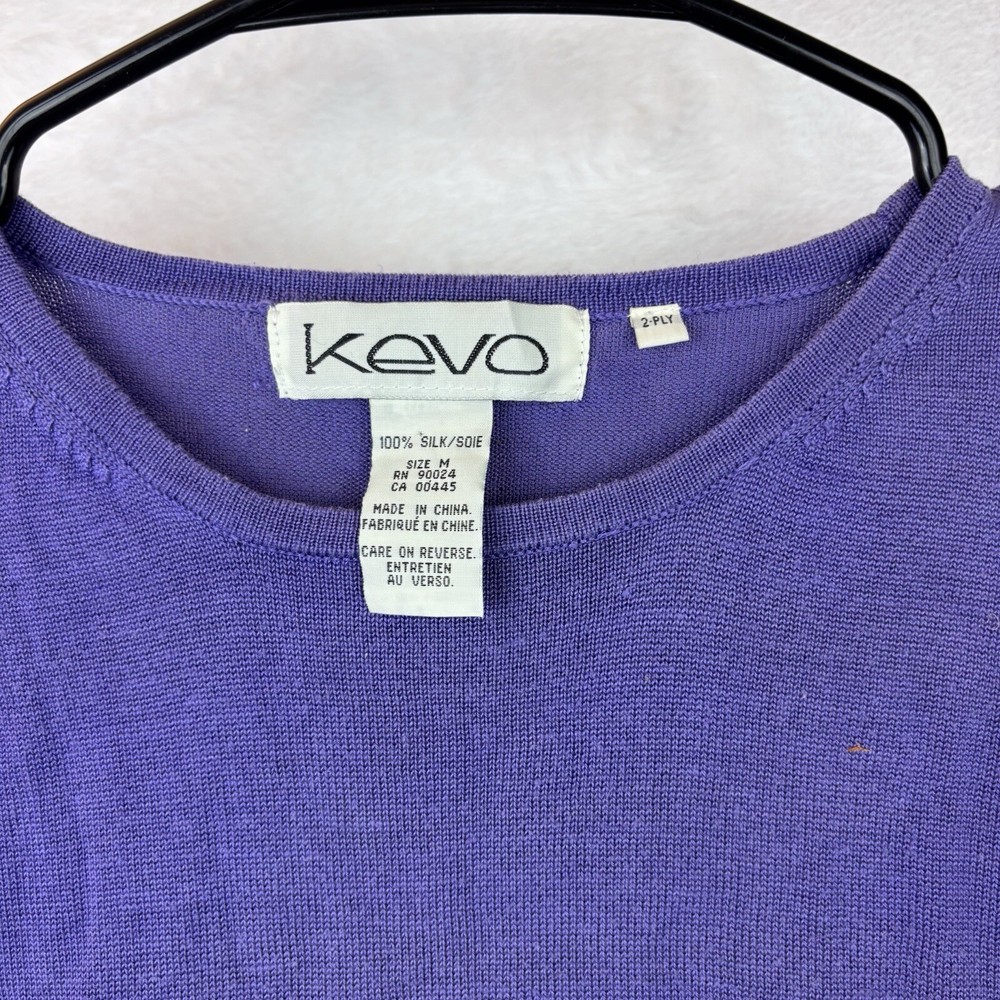 kevo
2-PLY
100% SILK/SOIE
SIZE M
RN 90024
CA 00445
MADE IN CHINA.
FABRIQUÉ EN CHINE.
CARE ON REVERSE.
ENTRETIEN
AU VERSO.